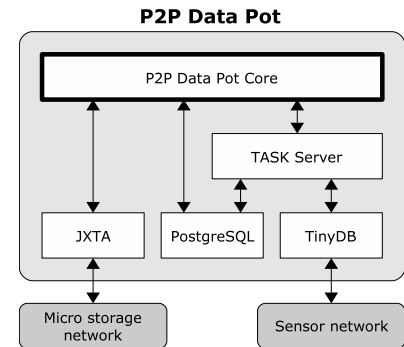 P2P Data Pot
P2P Data Pot Core
TASK Server
JXTA
PostgreSQL
TinyDB
Micro storage
network
Sensor network